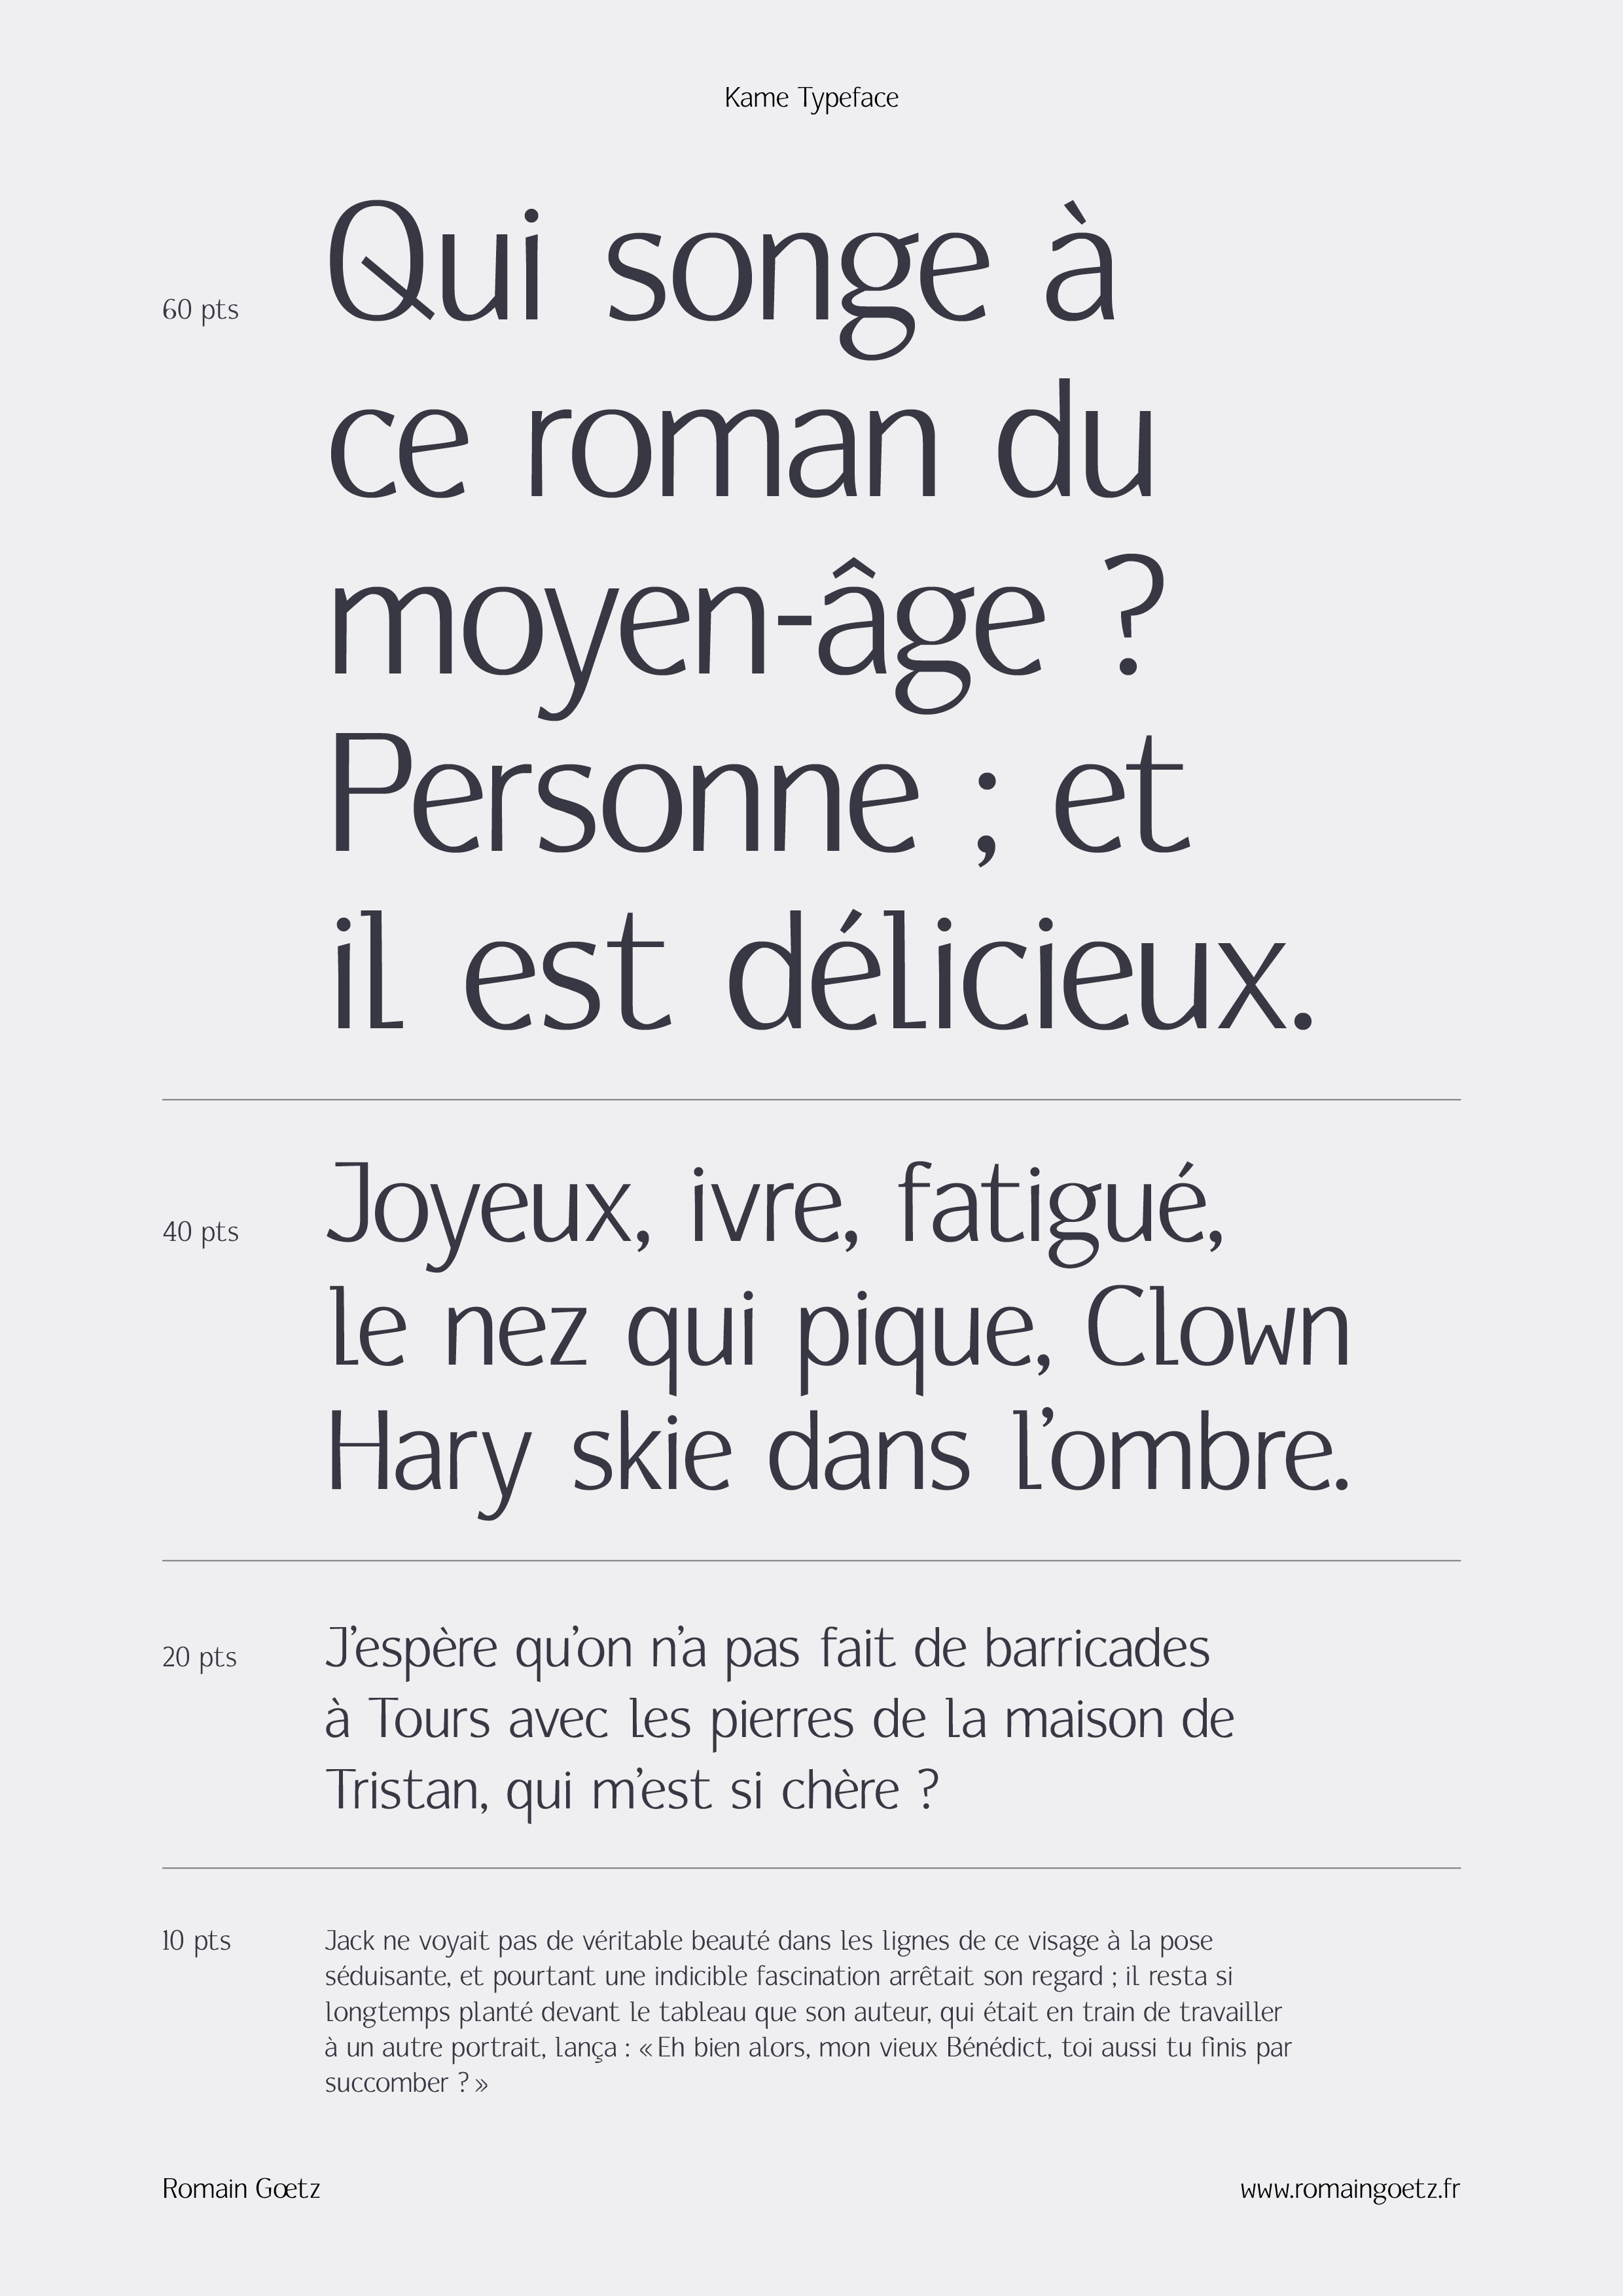 Kame Typeface
60 pts
Qui songe à
ce roman du
moyen-âge ?
Personne ; et
il est délicieux.
40 pts
Joyeux, ivre, fatigué,
le nez qui pique, Clown
Hary skie dans l’ombre.
20 pts
J’espère qu’on n’a pas fait de barricades
à Tours avec les pierres de la maison de
Tristan, qui m’est si chère ?
10 pts
Jack ne voyait pas de véritable beauté dans les lignes de ce visage à la pose
séduisante, et pourtant une indicible fascination arrêtait son regard ; il resta si
longtemps planté devant le tableau que son auteur, qui était en train de travailler
à un autre portrait, lança : « Eh bien alors, mon vieux Bénédict, toi aussi tu finis par
succomber ? »
Romain Gœtz
www.romaingoetz.fr